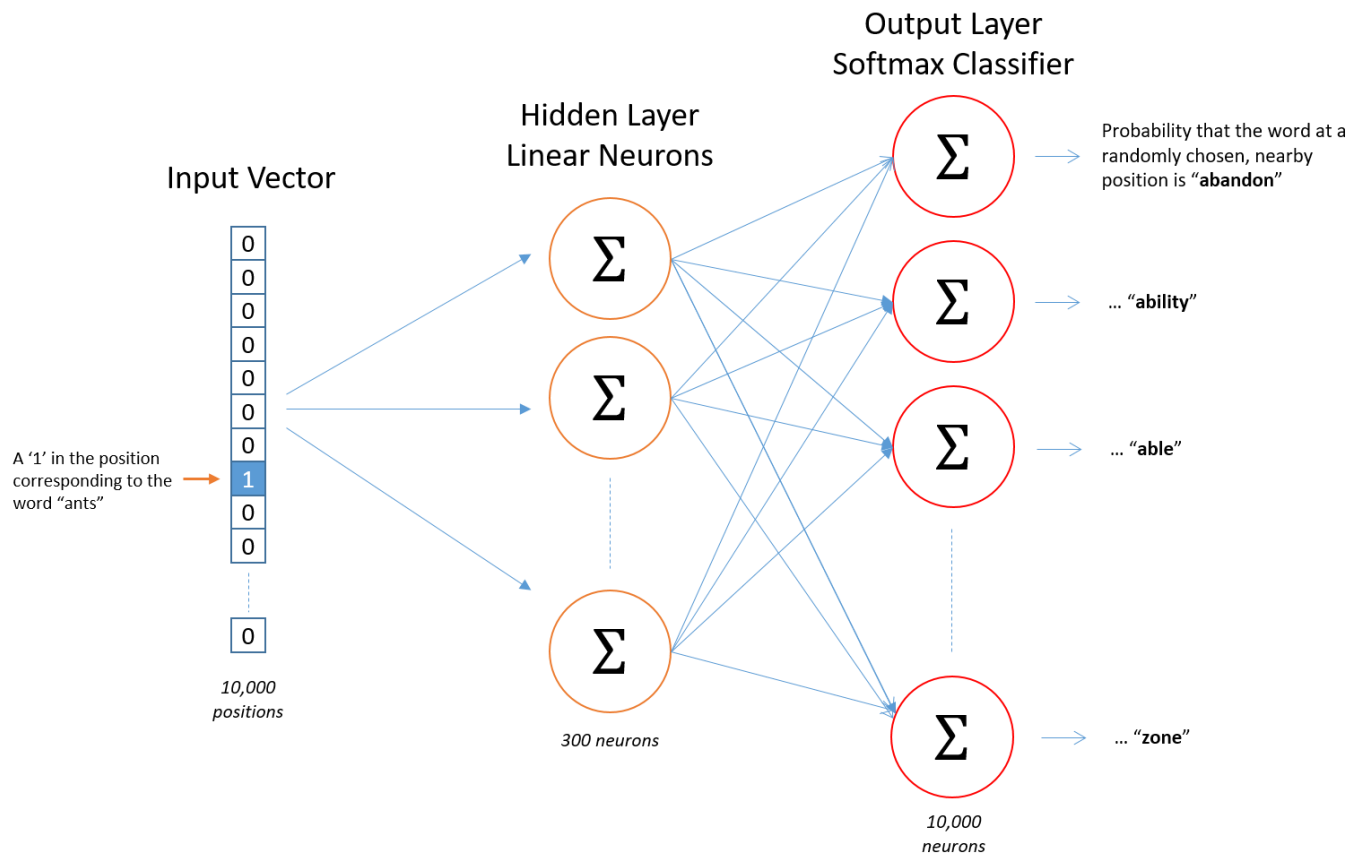 Output Layer
Softmax Classifier
Hidden Layer
Linear Neurons
Input Vector
0
0
0
0
0
0
0
1
0
0
0
A ‘1’ in the position
corresponding to the
word “ants”
10,000
positions
Σ
Σ
Σ
300 neurons
Σ
Σ
Σ
Σ
10,000
neurons
Probability that the word at a
randomly chosen, nearby
position is “abandon”
... “ability”
... “able”
... “zone”